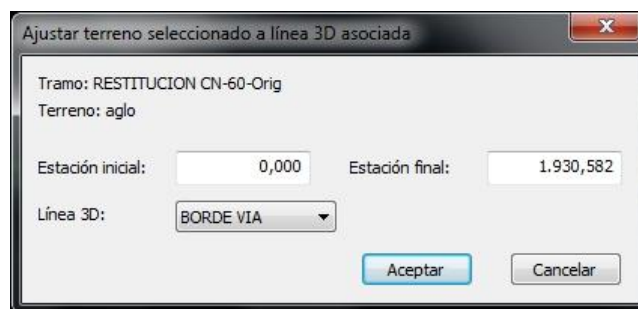 Ajustar terreno seleccionado a línea 3D asociada
Tramo: RESTITUCION CN-60-Orig
Terreno: aglo
Estación inicial: 0,000 Estación final: 1.930,582
Línea 3D: BORDE VIA
Aceptar Cancelar